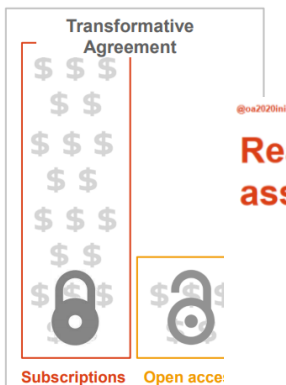 Transformative
Agreement
$ $ $
$ $
$ $ $
$ $
$ $ $
$ $
@oa2020ini
Re
ass
Subscriptions Open acce